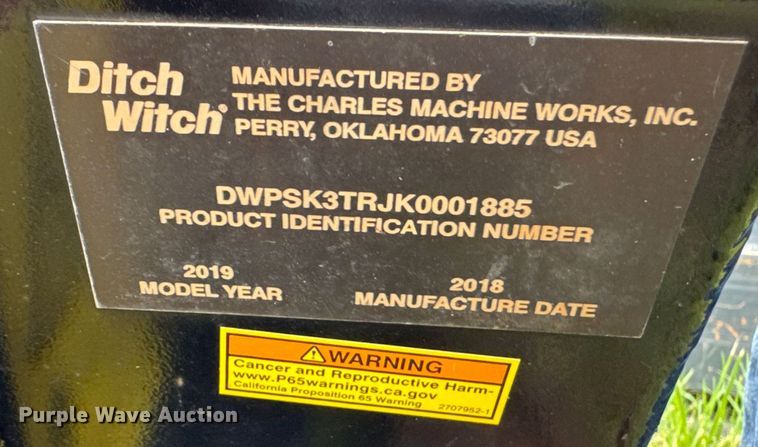 Ditch
Witch®
MANUFACTURED BY
THE CHARLES MACHINE WORKS, INC.
PERRY, OKLAHOMA 73077 USA
DWPSK3TRJK0001885
PRODUCT IDENTIFICATION NUMBER
2019
MODEL YEAR
2018
MANUFACTURE DATE
WARNING
Cancer and Reproductive Harm-
www.P65warnings.ca.gov
California Proposition 65 Warning
2707952-1
Purple Wave Auction